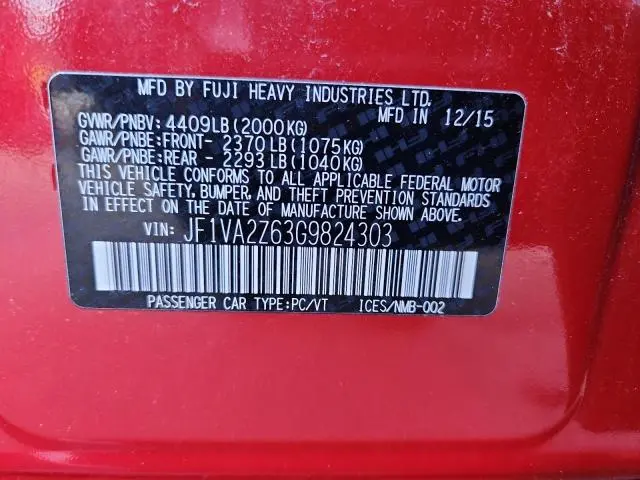 MFD BY FUJI HEAVY INDUSTRIES LTD.
MFD IN 12/15
GVWR/PNBV: 4409LB(2000KG)
GAWR/PNBE:FRONT- 2370LB(1075KG)
GAWR/PNBE:REAR - 2293LB(1040KG)
THIS VEHICLE CONFORMS TO ALL APPLICABLE FEDERAL MOTOR
VEHICLE SAFETY, BUMPER, AND THEFT PREVENTION STANDARDS
IN EFFECT ON THE DATE OF MANUFACTURE SHOWN ABOVE.
VIN: JF1VA2Z63G9824303
PASSENGER CAR TYPE:PC/VT ICES/NMB-002